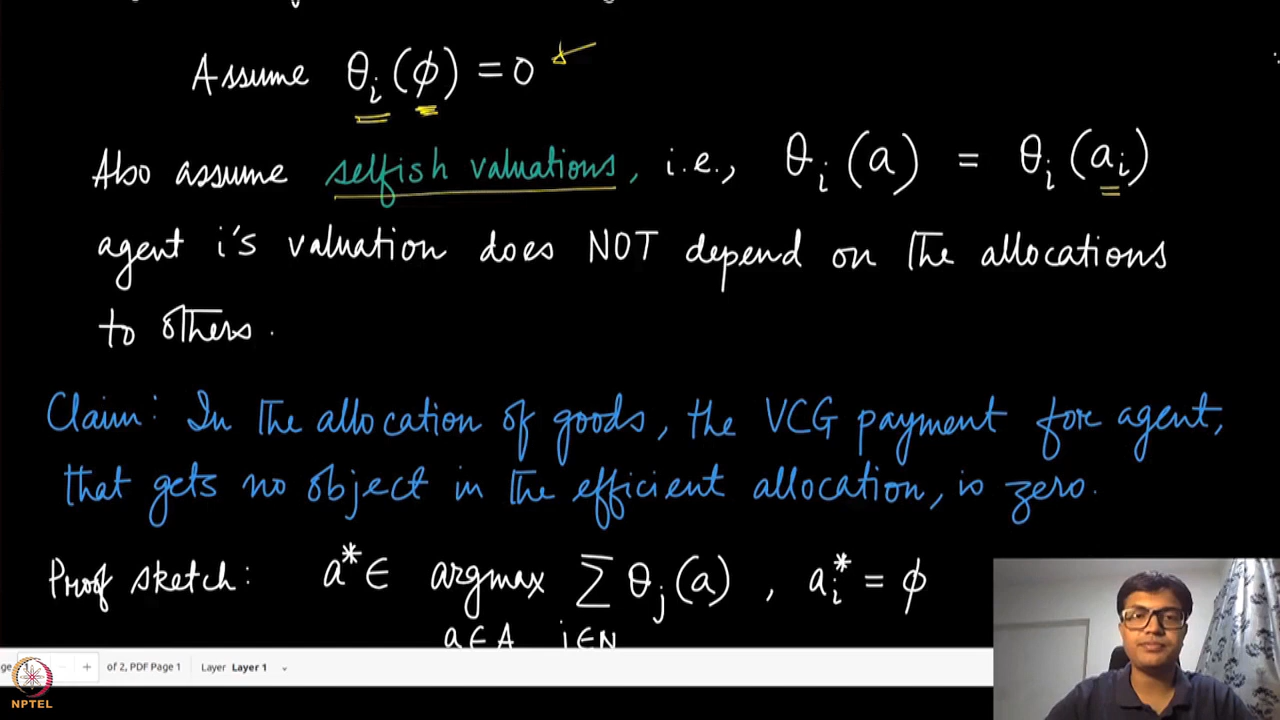 Assume θᵢ(ϕ) = 0
Also assume selfish valuations, i.e., θᵢ(a) = θᵢ(aᵢ)
agent i's valuation does NOT depend on the allocations
to others.
Claim: In the allocation of goods, the VCG payment for agent,
that gets no object in the efficient allocation, is zero.
Proof sketch: a* ∈ argmax ∑ θⱼ(a), aᵢ* = ϕ
a∈A
of 2, PDF Page 1 Layer Layer 1
NPTEL